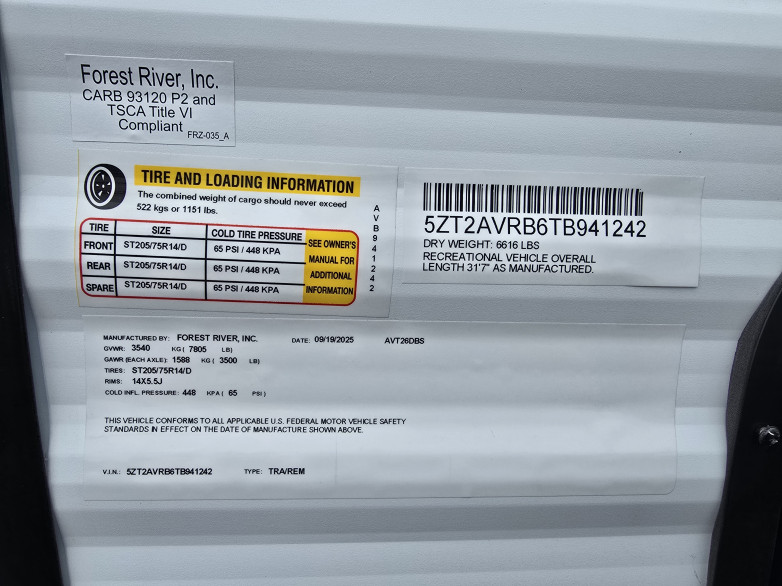 Forest River, Inc.
CARB 93120 P2 and
TSCA Title VI
Compliant
FRZ-035_A
TIRE AND LOADING INFORMATION
The combined weight of cargo should never exceed
522 kgs or 1151 lbs.
TIRE SIZE COLD TIRE PRESSURE
FRONT ST205/75R14/D 65 PSI / 448 KPA
REAR ST205/75R14/D 65 PSI / 448 KPA
SPARE ST205/75R14/D 65 PSI / 448 KPA
SEE OWNER'S
MANUAL FOR
ADDITIONAL
INFORMATION
AVB941242
5ZT2AVRB6TB941242
DRY WEIGHT: 6616 LBS
RECREATIONAL VEHICLE OVERALL
LENGTH 31'7" AS MANUFACTURED.
MANUFACTURED BY: FOREST RIVER, INC. DATE: 09/19/2025 AVT26DBS
GVWR: 3540 KG ( 7805 LB)
GAWR (EACH AXLE): 1588 KG ( 3500 LB)
TIRES: ST205/75R14/D
RIMS: 14X5.5J
COLD INFL. PRESSURE: 448 KPA ( 65 PSI)
THIS VEHICLE CONFORMS TO ALL APPLICABLE U.S. FEDERAL MOTOR VEHICLE SAFETY
STANDARDS IN EFFECT ON THE DATE OF MANUFACTURE SHOWN ABOVE.
V.I.N.: 5ZT2AVRB6TB941242 TYPE: TRA/REM